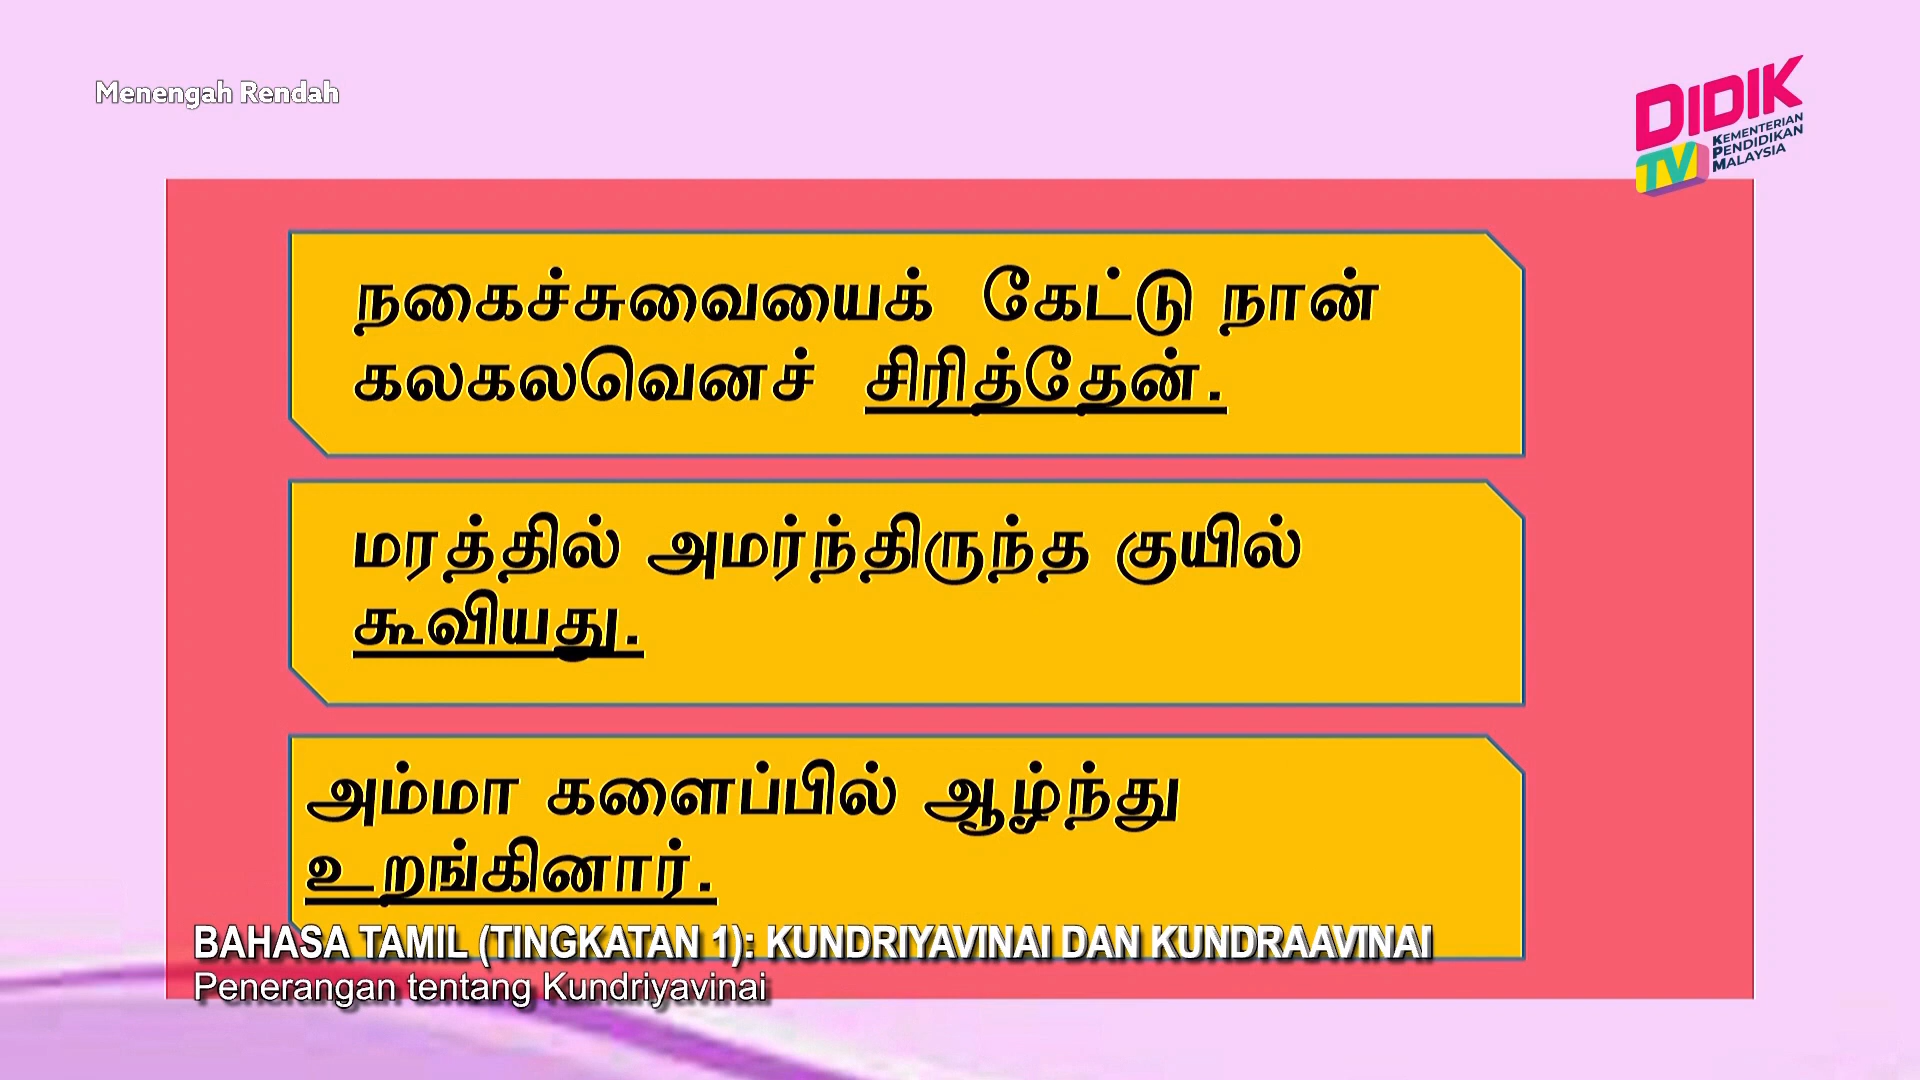 Menengah Rendah
DIDIK
TV
KEMENTERIAN
PENDIDIKAN
MALAYSIA
நகைச்சுவையைக் கேட்டு நான்
கலகலவெனச் சிரித்தேன்.
மரத்தில் அமர்ந்திருந்த குயில்
கூவியது.
அம்மா களைப்பில் ஆழ்ந்து
உறங்கினார்.
BAHASA TAMIL (TINGKATAN 1): KUNDRIYAVINAI DAN KUNDRAAVINAI
Penerangan tentang Kundriyavinai